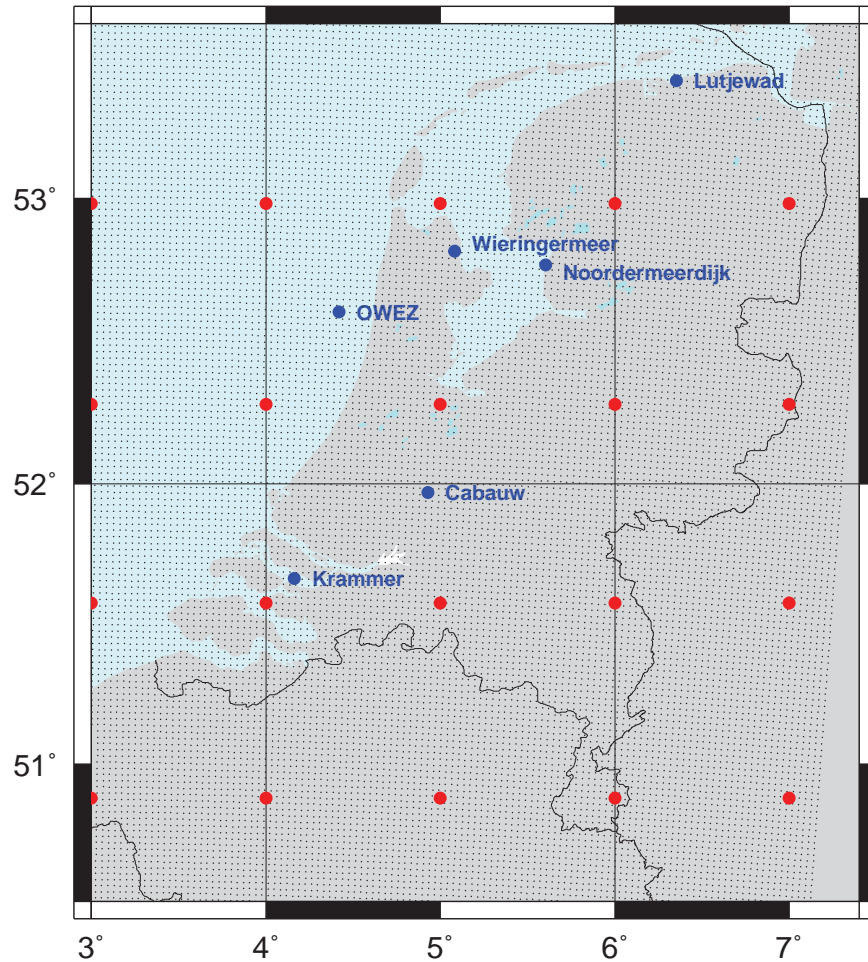 Lutjewad
53°
Wieringermeer
Noordermeerdijk
OWEZ
52°
Cabauw
Krammer
51°
3° 4° 5° 6° 7°